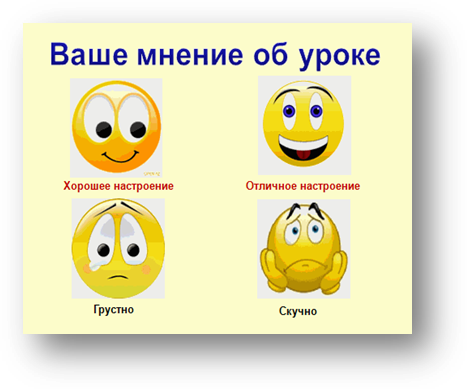 Ваше мнение об уроке
Хорошее настроение
Отличное настроение
Грустно
Скучно